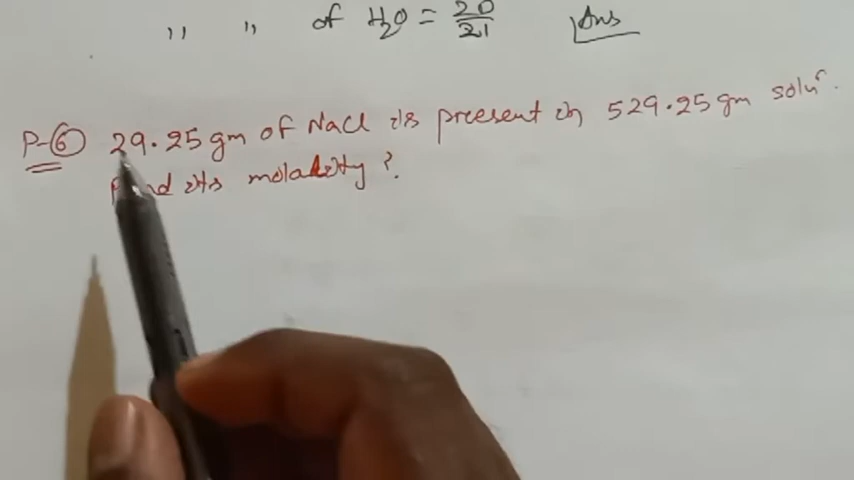 ,, ,, of H₂O = 20/21 Ans
P-⑥ 29.25 gm of NaCl is present in 529.25 gm soluⁿ.
Find its molality ?.